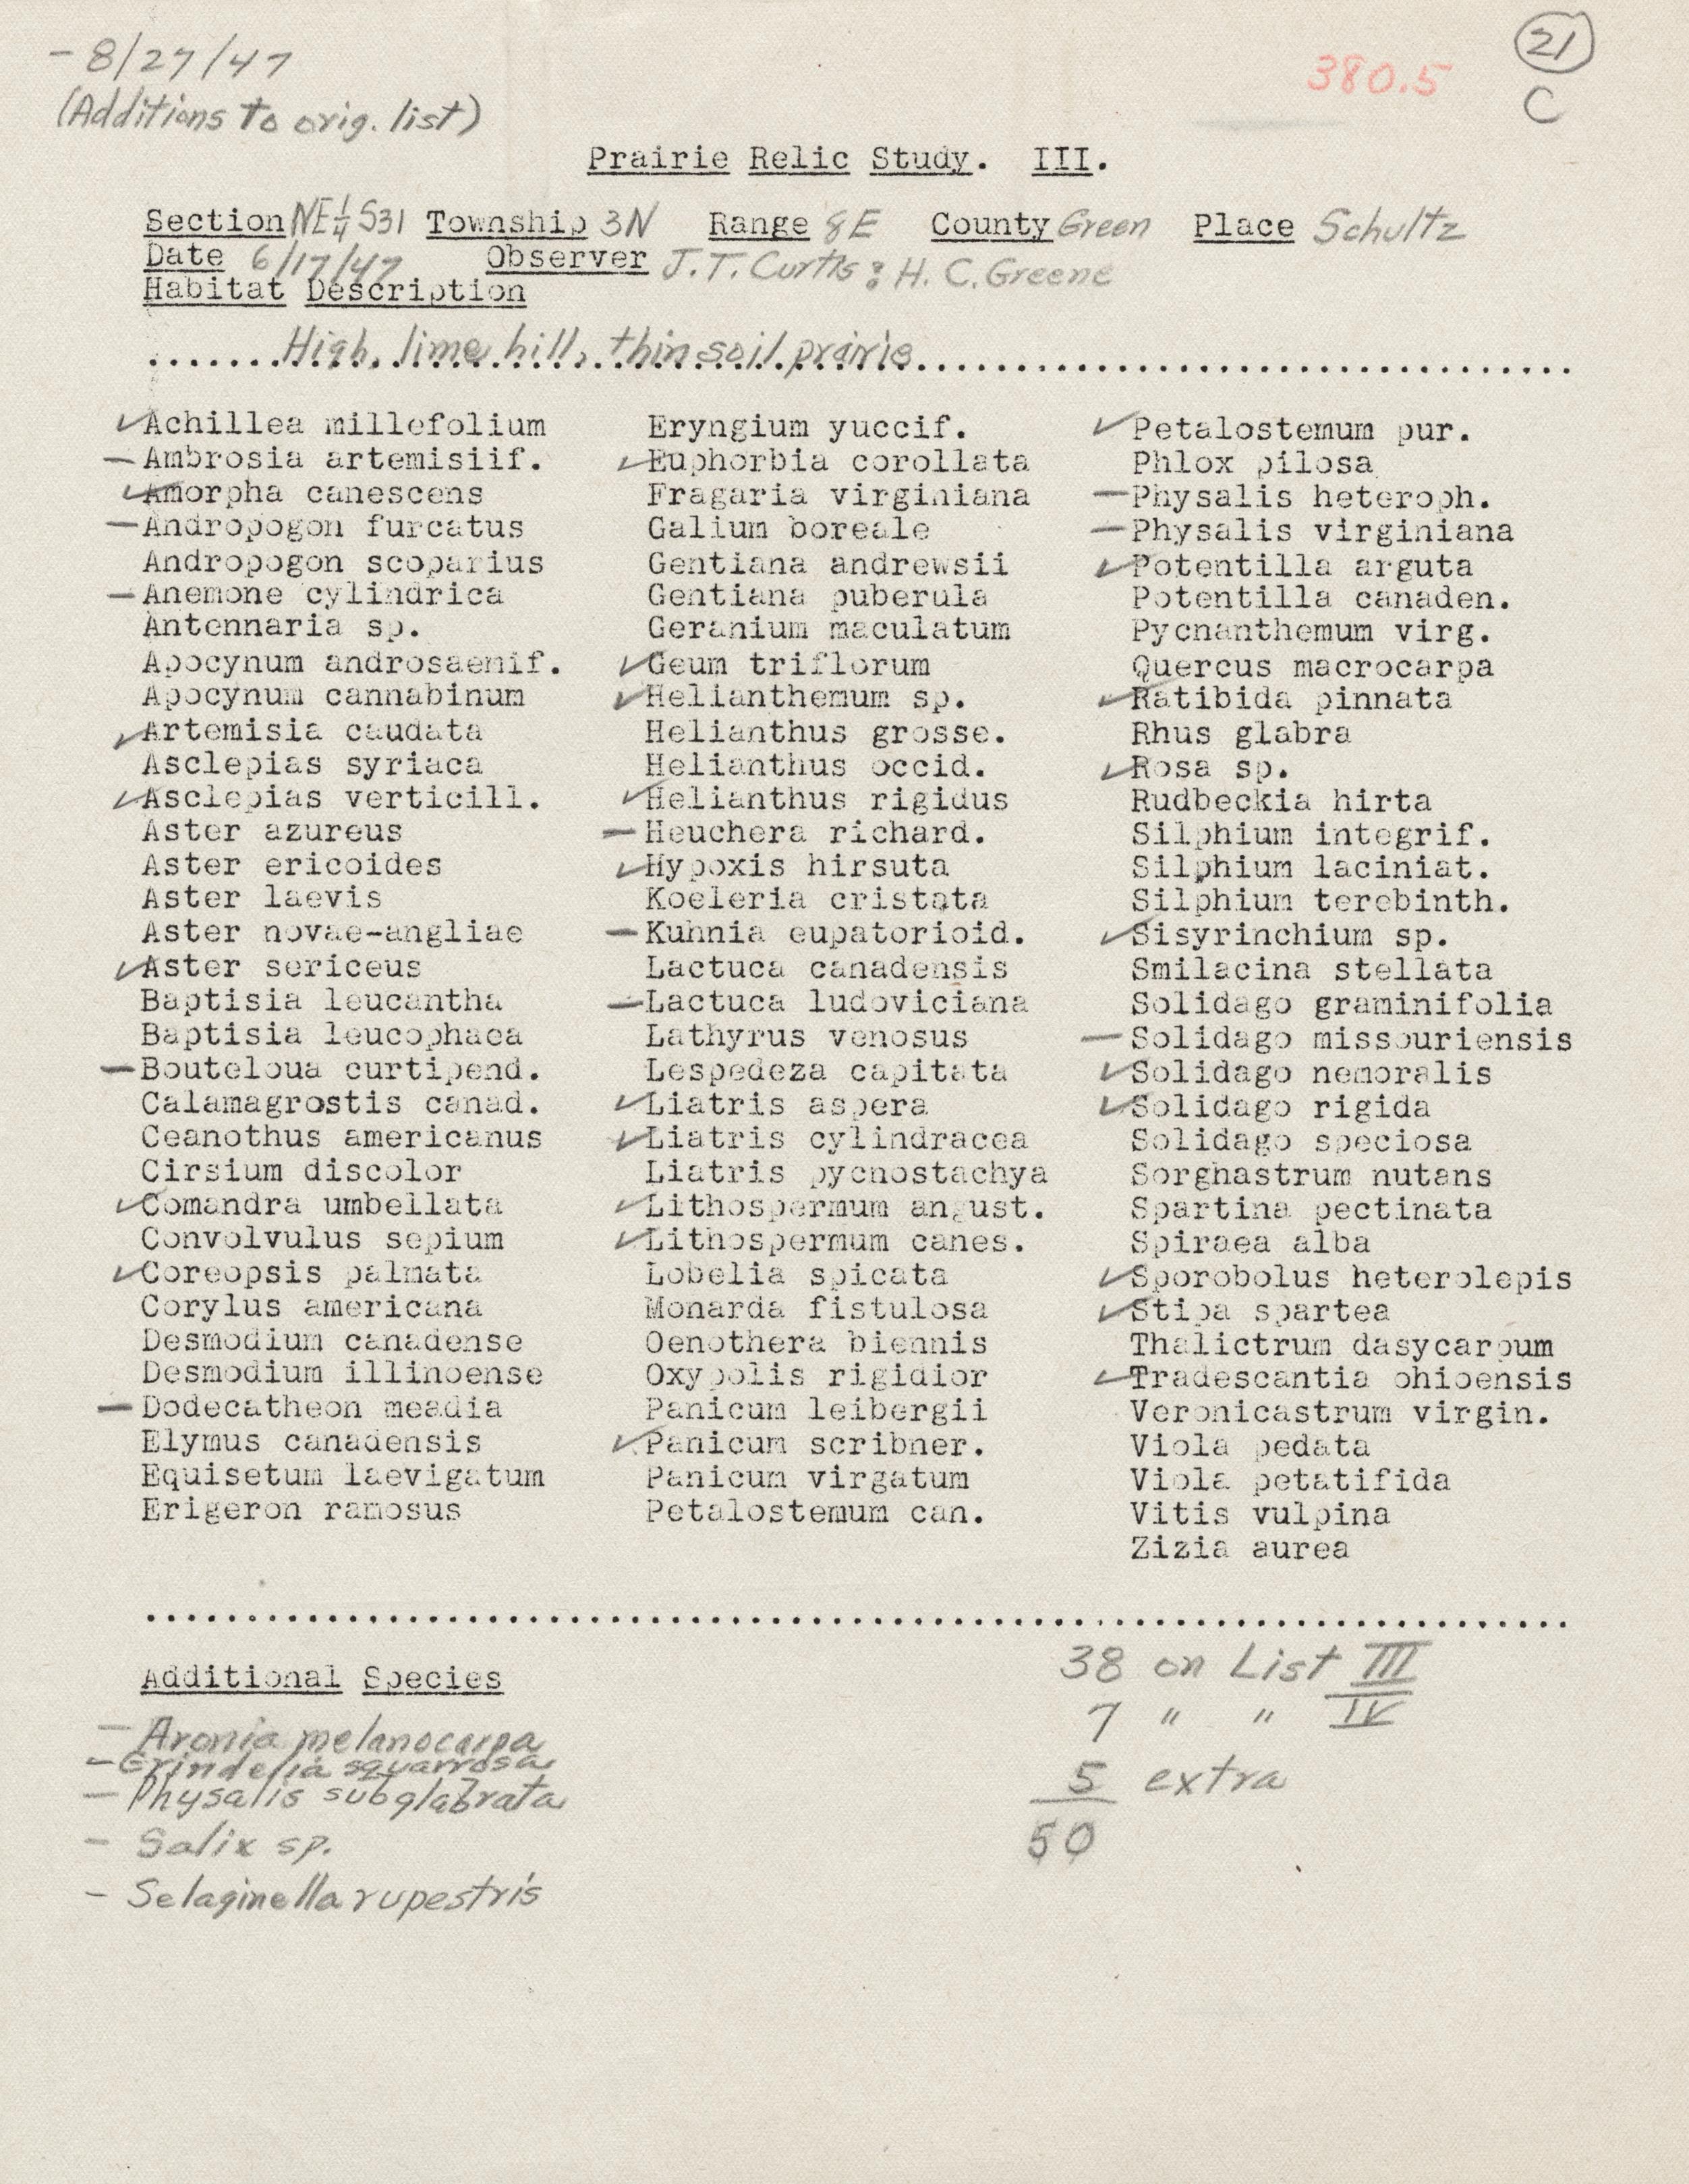 - 8/27/47
(Additions to orig. list)
380.5
21
C
Prairie Relic Study. III.
Section NE 1/4 S31 Township 3N Range 8E County Green Place Schultz
Date 6/17/47 Observer J. T. Curtis & H. C. Greene
Habitat Description
High, lime hill, thin soil prairie
✓Achillea millefolium
—Ambrosia artemisiif.
✓Amorpha canescens
—Andropogon furcatus
Andropogon scoparius
—Anemone cylindrica
Antennaria sp.
Apocynum androsaemif.
Apocynum cannabinum
✓Artemisia caudata
Asclepias syriaca
✓Asclepias verticill.
Aster azureus
Aster ericoides
Aster laevis
Aster novae-angliae
✓Aster sericeus
Baptisia leucantha
Baptisia leucophaea
—Bouteloua curtipend.
Calamagrostis canad.
Ceanothus americanus
Cirsium discolor
✓Comandra umbellata
Convolvulus sepium
✓Coreopsis palmata
Corylus americana
Desmodium canadense
Desmodium illinoense
—Dodecatheon meadia
Elymus canadensis
Equisetum laevigatum
Erigeron ramosus
Eryngium yuccif.
✓Euphorbia corollata
Fragaria virginiana
Galium boreale
Gentiana andrewsii
Gentiana puberula
Geranium maculatum
✓Geum triflorum
✓Helianthemum sp.
Helianthus grosse.
Helianthus occid.
✓Helianthus rigidus
—Heuchera richard.
✓Hypoxis hirsuta
Koeleria cristata
—Kuhnia eupatorioid.
Lactuca canadensis
—Lactuca ludoviciana
Lathyrus venosus
Lespedeza capitata
✓Liatris aspera
✓Liatris cylindracea
Liatris pycnostachya
✓Lithospermum angust.
✓Lithospermum canes.
Lobelia spicata
Monarda fistulosa
Oenothera biennis
Oxypolis rigidior
Panicum leibergii
✓Panicum scribner.
Panicum virgatum
Petalostemum can.
✓Petalostemum pur.
Phlox pilosa
—Physalis heteroph.
—Physalis virginiana
✓Potentilla arguta
Potentilla canaden.
Pycnanthemum virg.
Quercus macrocarpa
✓Ratibida pinnata
Rhus glabra
✓Rosa sp.
Rudbeckia hirta
Silphium integrif.
Silphium laciniat.
Silphium terebinth.
✓Sisyrinchium sp.
Smilacina stellata
Solidago graminifolia
—Solidago missouriensis
✓Solidago nemoralis
✓Solidago rigida
Solidago speciosa
Sorghastrum nutans
Spartina pectinata
Spiraea alba
✓Sporobolus heterolepis
✓Stipa spartea
Thalictrum dasycarpum
✓Tradescantia ohioensis
Veronicastrum virgin.
Viola pedata
Viola petatifida
Vitis vulpina
Zizia aurea
Additional Species
- Aronia melanocarpa
- Grindelia squarrosa
- Physalis subglabrata
- Salix sp.
- Selaginella rupestris
38 on List III
7 " " IV
5 extra
50